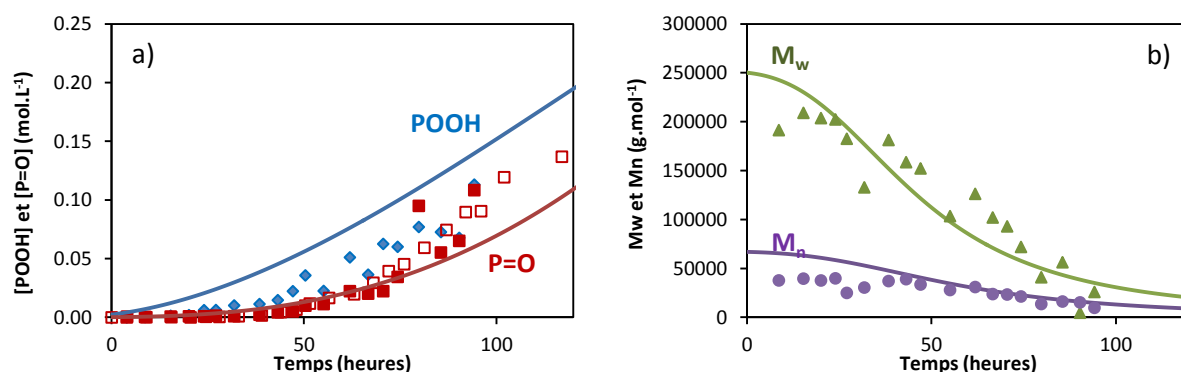 a)
[POOH] et [P=O] (mol.L⁻¹)
0.25
0.20
0.15
0.10
0.05
0.00
POOH
P=O
0
50
100
Temps (heures)
b)
Mw et Mn (g.mol⁻¹)
300000
250000
200000
150000
100000
50000
0
Mw
Mn
0
50
100
Temps (heures)